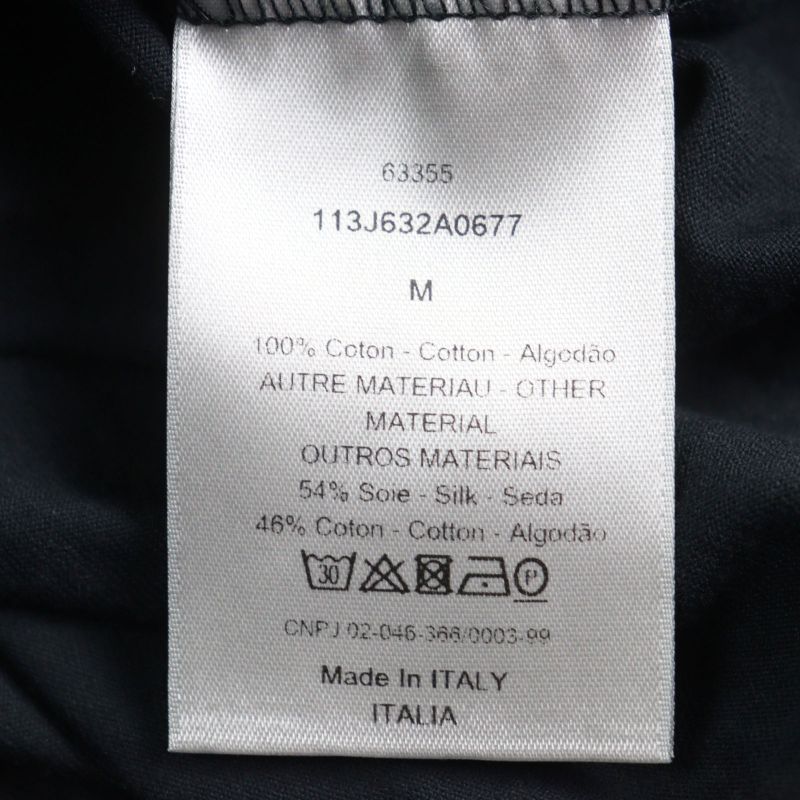 63355
113J632A0677
M
100% Coton - Cotton - Algodão
AUTRE MATERIAU - OTHER
MATERIAL
OUTROS MATERIAIS
54% Soie - Silk - Seda
46% Coton - Cotton - Algodão
30 P
CNPJ 02-046-366/0003-99
Made In ITALY
ITALIA